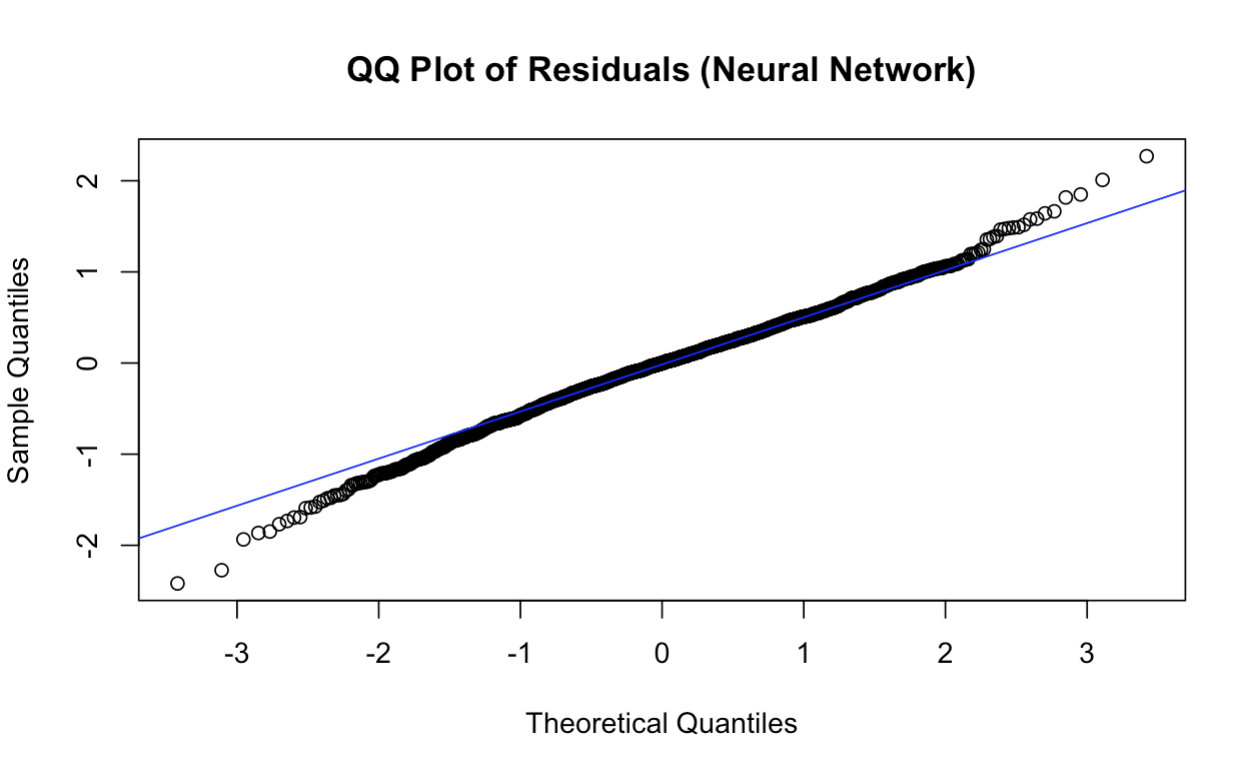 QQ Plot of Residuals (Neural Network)
Sample Quantiles
2
1
0
-1
-2
-3 -2 -1 0 1 2 3
Theoretical Quantiles